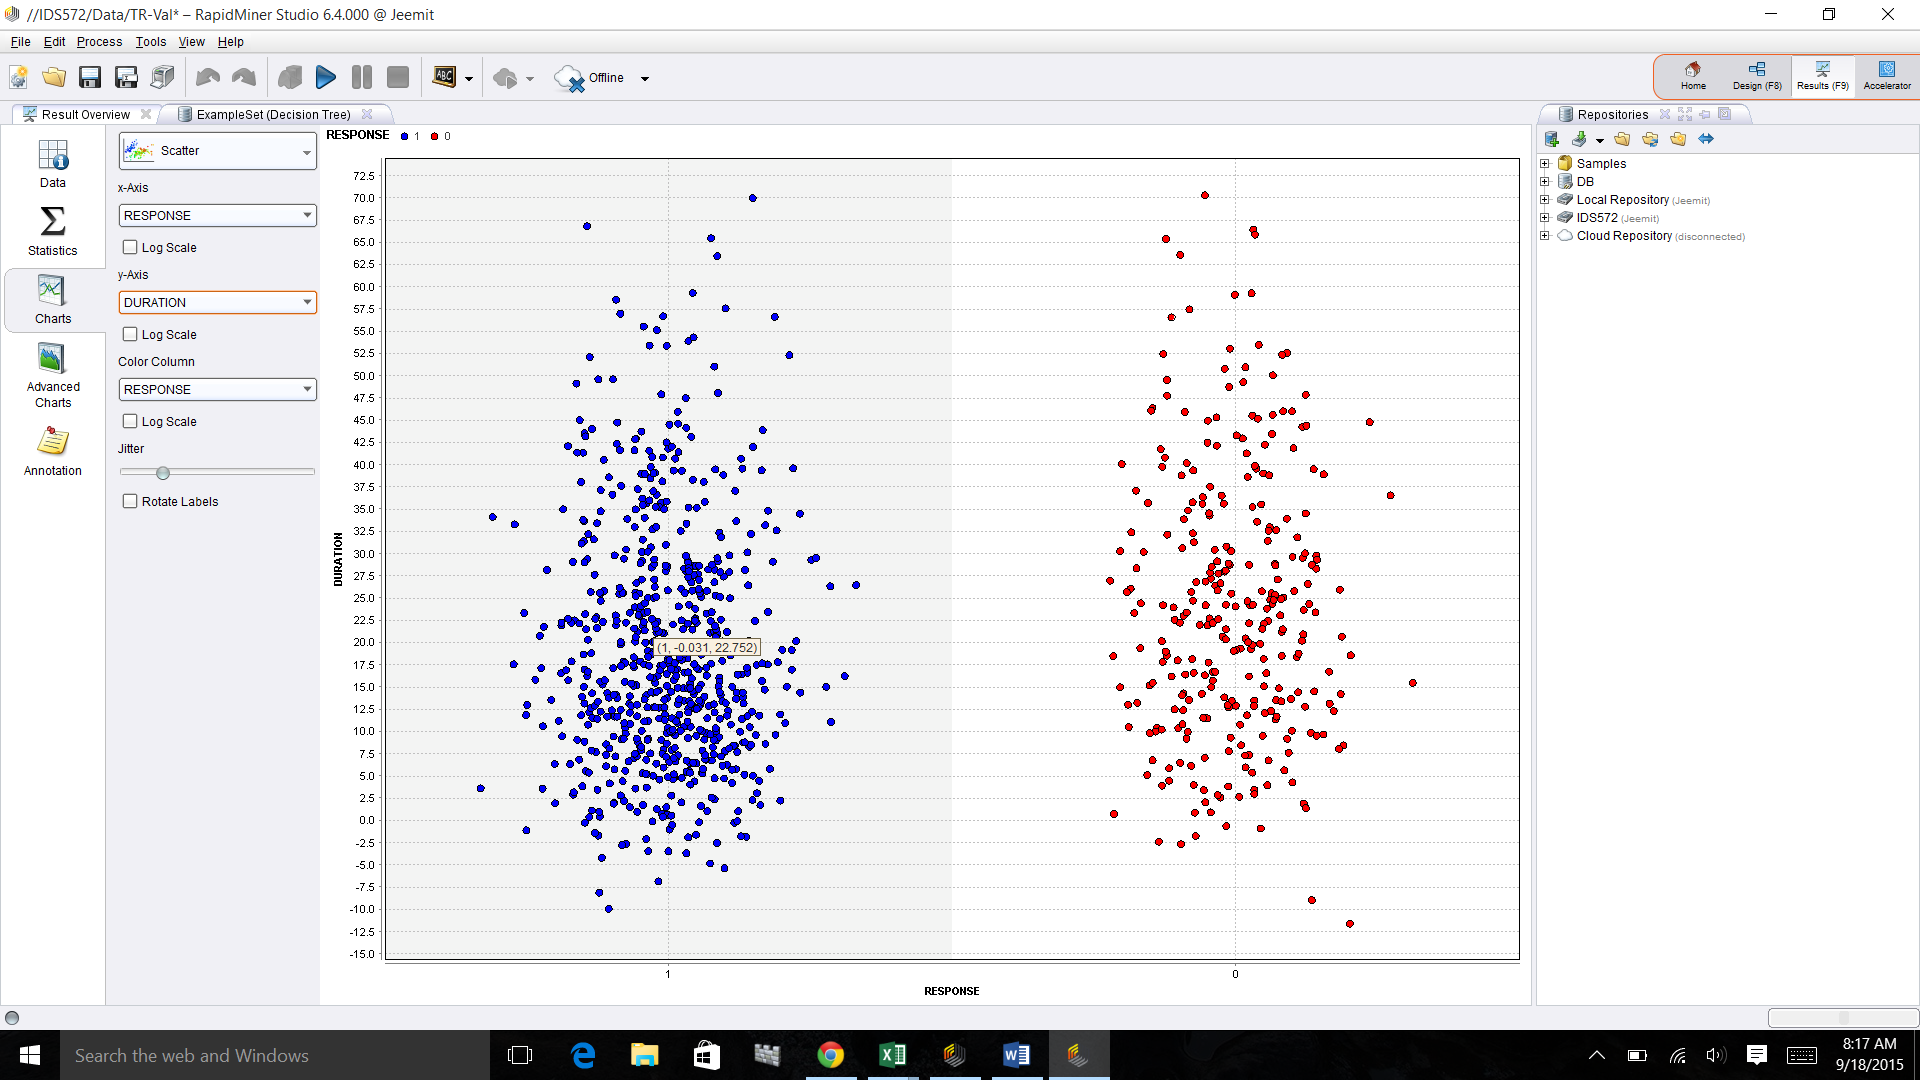 //IDS572/Data/TR-Val* – RapidMiner Studio 6.4.000 @ Jeemit
File Edit Process Tools View Help
ABC Offline
Home Design (F8) Results (F9) Accelerator
Result Overview ExampleSet (Decision Tree) Repositories
Data
Statistics
Charts
Advanced
Charts
Annotation
Scatter
x-Axis
RESPONSE
Log Scale
y-Axis
DURATION
Log Scale
Color Column
RESPONSE
Log Scale
Jitter
Rotate Labels
RESPONSE 1 0
72.5
70.0
67.5
65.0
62.5
60.0
57.5
55.0
52.5
50.0
47.5
45.0
42.5
40.0
37.5
35.0
32.5
30.0
27.5
25.0
22.5
20.0
17.5
15.0
12.5
10.0
7.5
5.0
2.5
0.0
-2.5
-5.0
-7.5
-10.0
-12.5
-15.0
DURATION
(1, -0.031, 22.752)
1 0
RESPONSE
Samples
DB
Local Repository (Jeemit)
IDS572 (Jeemit)
Cloud Repository (disconnected)
Search the web and Windows
8:17 AM
9/18/2015